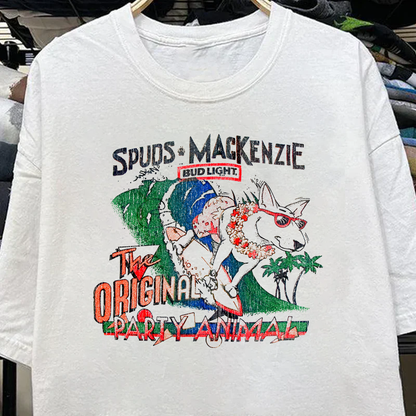 SPUDS MACKENZIE
BUD LIGHT.
The
ORIGINAL
PARTY ANIMAL